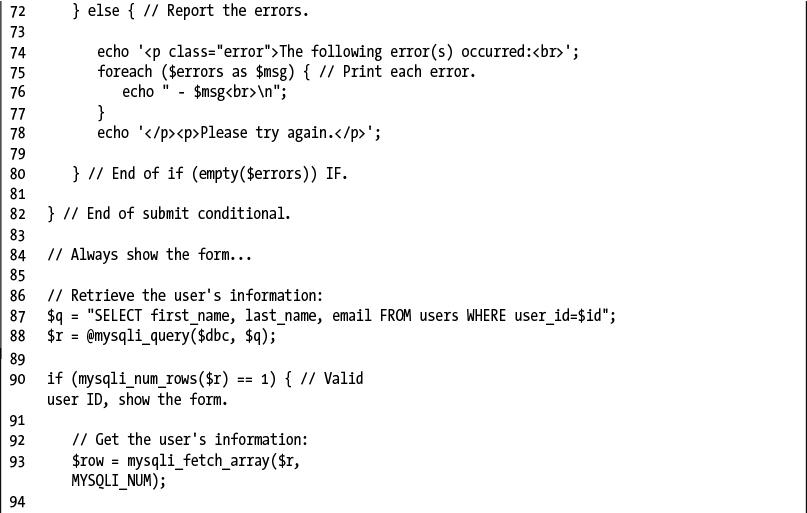 72 } else { // Report the errors.
73
74 echo '<p class="error">The following error(s) occurred:<br>';
75 foreach ($errors as $msg) { // Print each error.
76 echo " - $msg<br>\n";
77 }
78 echo '</p><p>Please try again.</p>';
79
80 } // End of if (empty($errors)) IF.
81
82 } // End of submit conditional.
83
84 // Always show the form...
85
86 // Retrieve the user's information:
87 $q = "SELECT first_name, last_name, email FROM users WHERE user_id=$id";
88 $r = @mysqli_query($dbc, $q);
89
90 if (mysqli_num_rows($r) == 1) { // Valid
user ID, show the form.
91
92 // Get the user's information:
93 $row = mysqli_fetch_array($r,
MYSQLI_NUM);
94